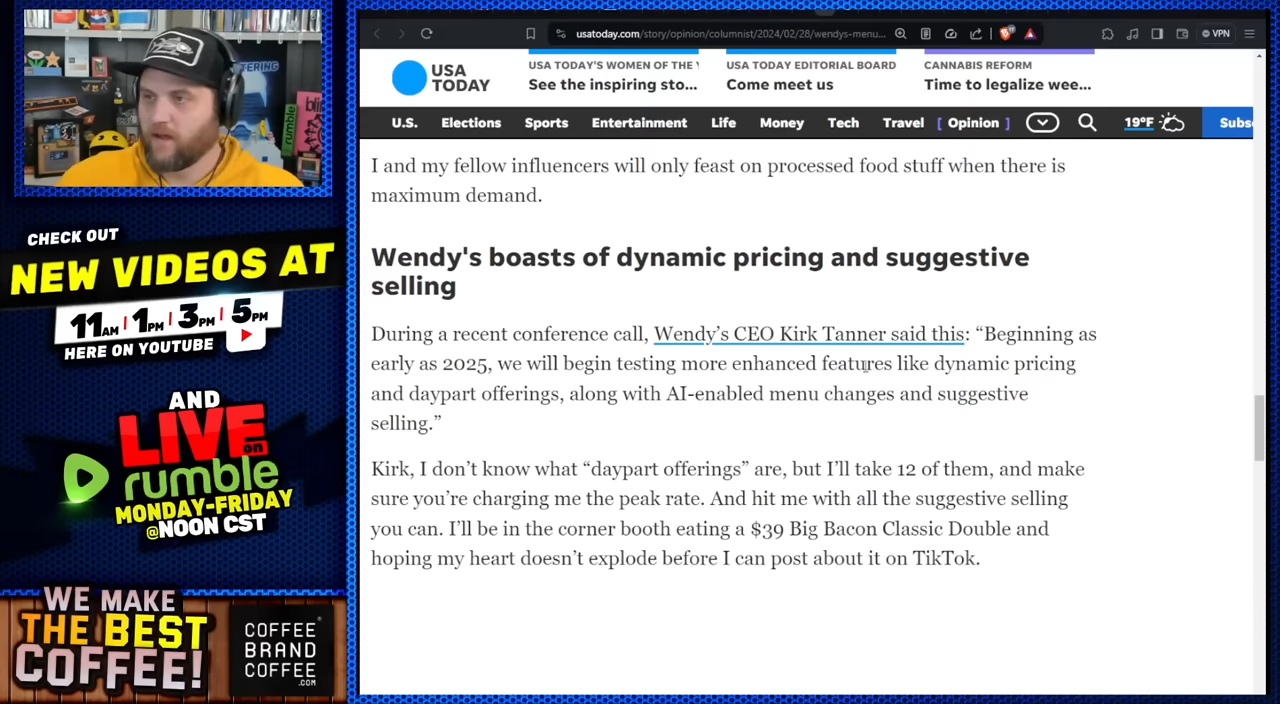 CHECK OUT
NEW VIDEOS AT
11AM | 1PM | 3PM | 5PM
HERE ON YOUTUBE
AND
LIVE on
rumble
MONDAY-FRIDAY
@NOON CST
WE MAKE
THE BEST
COFFEE!
COFFEE
BRAND
COFFEE
.COM
rumble
usatoday.com/story/opinion/columnist/2024/02/28/wendys-menu...
VPN
USA
TODAY
USA TODAY'S WOMEN OF THE Y
See the inspiring sto...
USA TODAY EDITORIAL BOARD
Come meet us
CANNABIS REFORM
Time to legalize wee...
U.S. Elections Sports Entertainment Life Money Tech Travel [ Opinion ] 19°F Subs
I and my fellow influencers will only feast on processed food stuff when there is
maximum demand.
Wendy's boasts of dynamic pricing and suggestive
selling
During a recent conference call, Wendy’s CEO Kirk Tanner said this: “Beginning as
early as 2025, we will begin testing more enhanced features like dynamic pricing
and daypart offerings, along with AI-enabled menu changes and suggestive
selling.”
Kirk, I don’t know what “daypart offerings” are, but I’ll take 12 of them, and make
sure you’re charging me the peak rate. And hit me with all the suggestive selling
you can. I’ll be in the corner booth eating a $39 Big Bacon Classic Double and
hoping my heart doesn’t explode before I can post about it on TikTok.